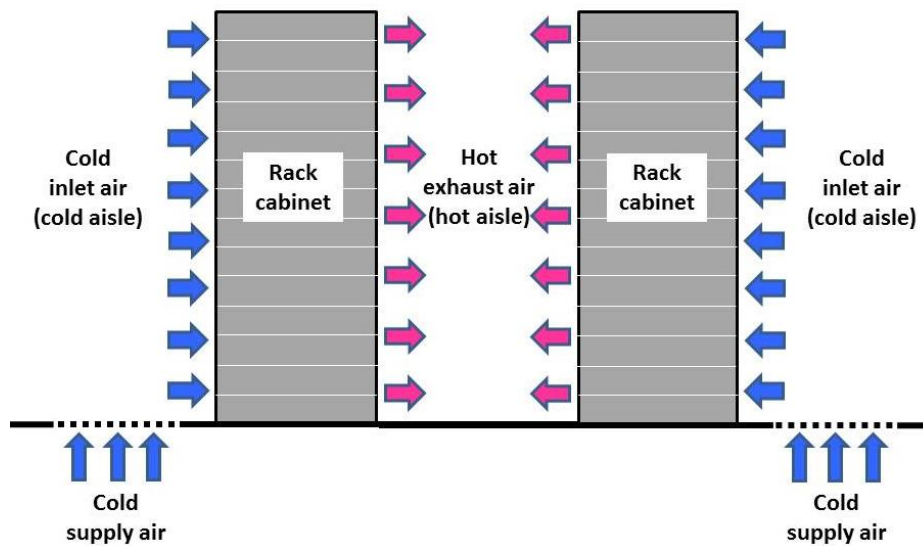 Cold
inlet air
(cold aisle)
Rack
cabinet
Hot
exhaust air
(hot aisle)
Rack
cabinet
Cold
inlet air
(cold aisle)
Cold
supply air
Cold
supply air